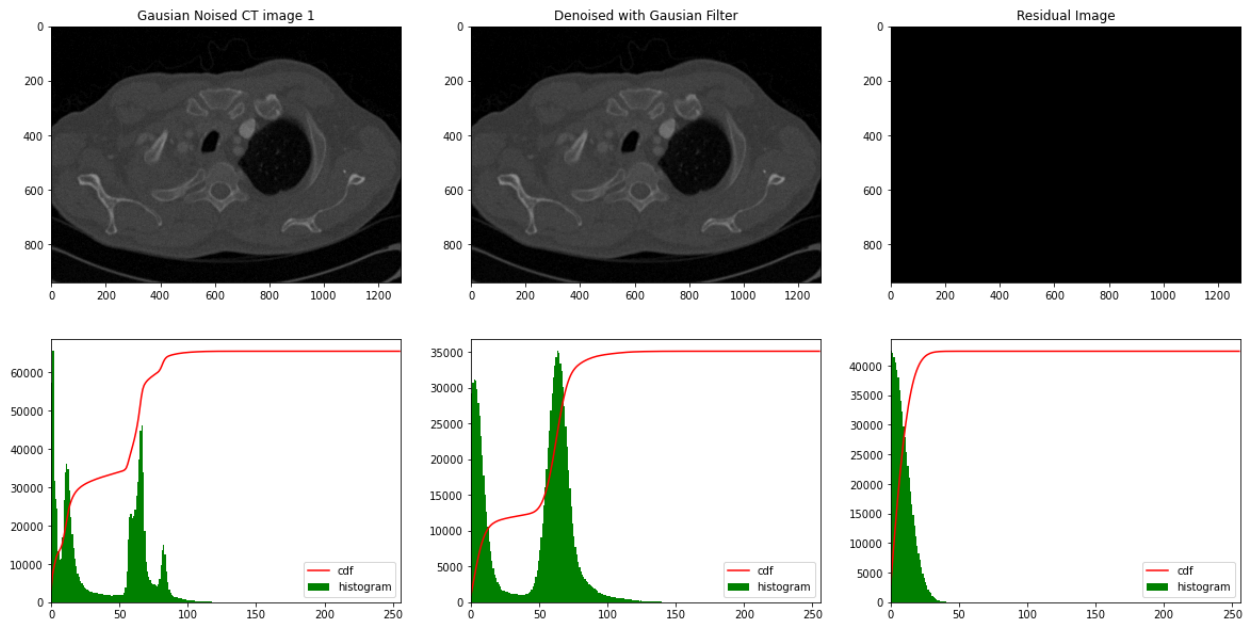 Gausian Noised CT image 1
Denoised with Gausian Filter
Residual Image
0
200
400
600
800
0 200 400 600 800 1000 1200
0
200
400
600
800
0 200 400 600 800 1000 1200
0
200
400
600
800
0 200 400 600 800 1000 1200
60000
50000
40000
30000
20000
10000
0
0 50 100 150 200 250
cdf
histogram
35000
30000
25000
20000
15000
10000
5000
0
0 50 100 150 200 250
cdf
histogram
40000
35000
30000
25000
20000
15000
10000
5000
0
0 50 100 150 200 250
cdf
histogram